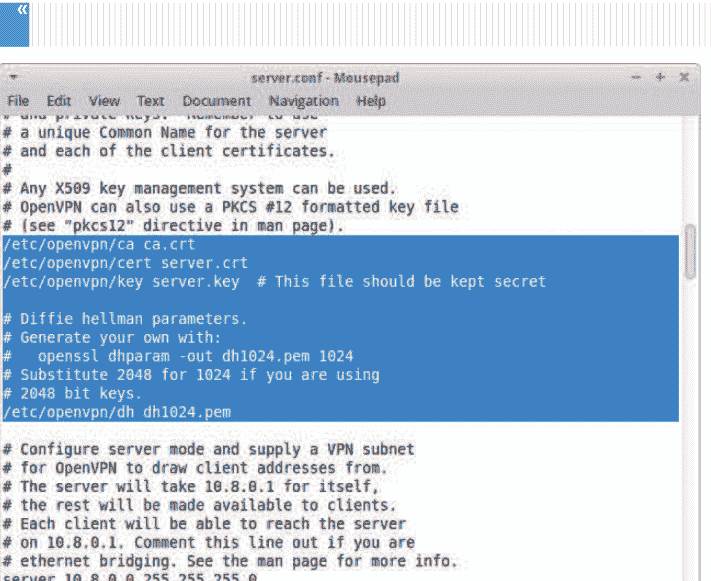 «
server.conf - Mousepad
File Edit View Text Document Navigation Help
# and private keys. Remember to use
# a unique Common Name for the server
# and each of the client certificates.
#
# Any X509 key management system can be used.
# OpenVPN can also use a PKCS #12 formatted key file
# (see "pkcs12" directive in man page).
/etc/openvpn/ca ca.crt
/etc/openvpn/cert server.crt
/etc/openvpn/key server.key # This file should be kept secret
# Diffie hellman parameters.
# Generate your own with:
# openssl dhparam -out dh1024.pem 1024
# Substitute 2048 for 1024 if you are using
# 2048 bit keys.
/etc/openvpn/dh dh1024.pem
# Configure server mode and supply a VPN subnet
# for OpenVPN to draw client addresses from.
# The server will take 10.8.0.1 for itself,
# the rest will be made available to clients.
# Each client will be able to reach the server
# on 10.8.0.1. Comment this line out if you are
# ethernet bridging. See the man page for more info.
server 10.8.0.0 255.255.255.0